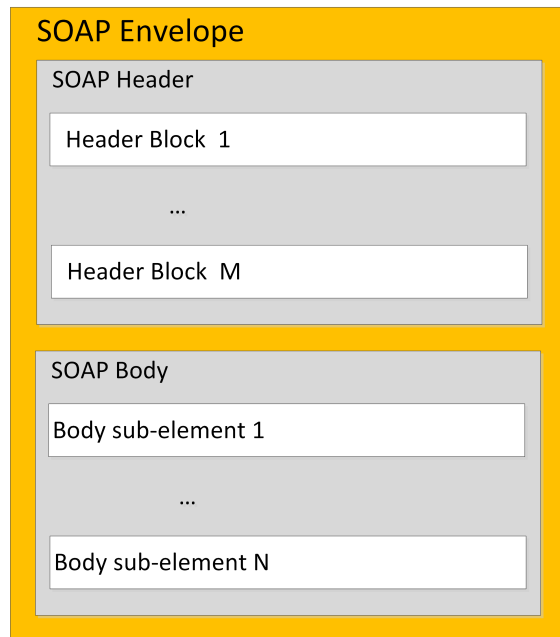 SOAP Envelope
SOAP Header
Header Block  1
...
Header Block  M
SOAP Body
Body sub-element 1
...
Body sub-element N